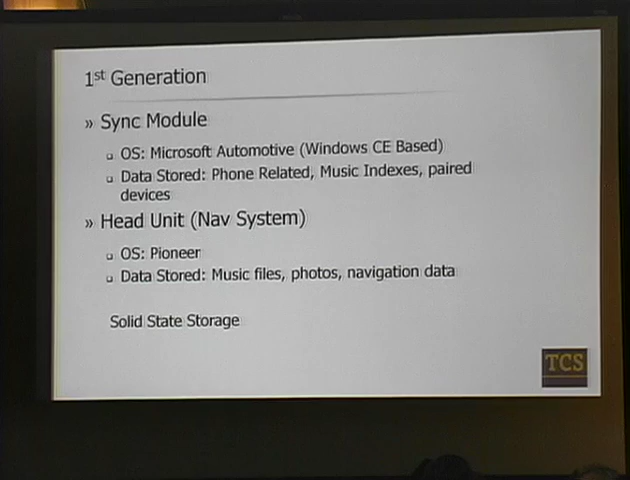 1st Generation
» Sync Module
OS: Microsoft Automotive (Windows CE Based)
Data Stored: Phone Related, Music Indexes, paired
devices
» Head Unit (Nav System)
OS: Pioneer
Data Stored: Music files, photos, navigation data
Solid State Storage
TCS